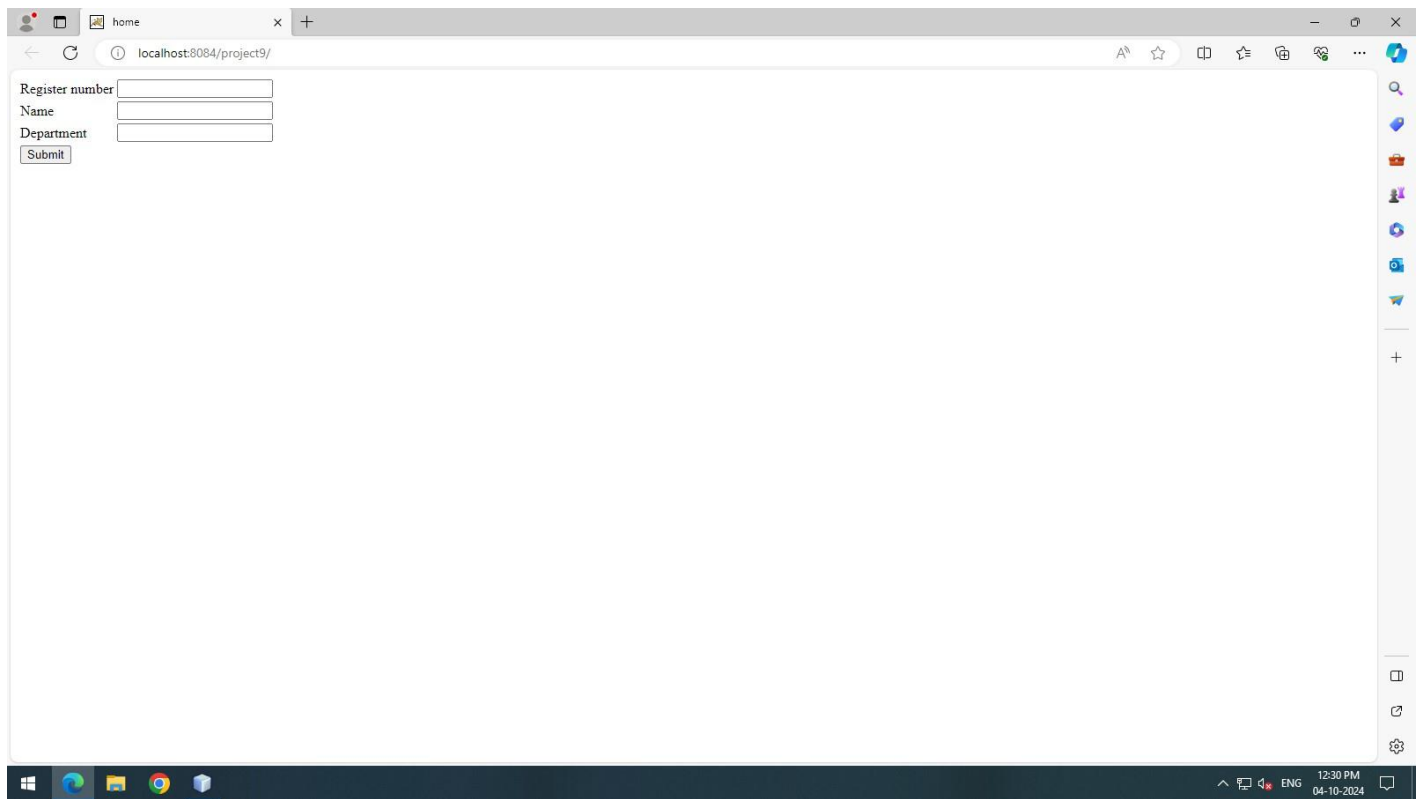 home
localhost:8084/project9/
Register number
Name
Department
Submit
ENG
12:30 PM
04-10-2024